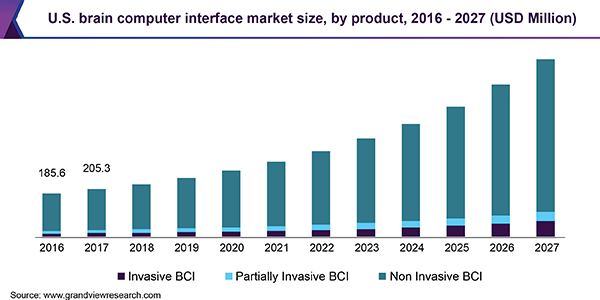 U.S. brain computer interface market size, by product, 2016 - 2027 (USD Million)
185.6
205.3
2016 2017 2018 2019 2020 2021 2022 2023 2024 2025 2026 2027
Invasive BCI Partially Invasive BCI Non Invasive BCI
Source: www.grandviewresearch.com